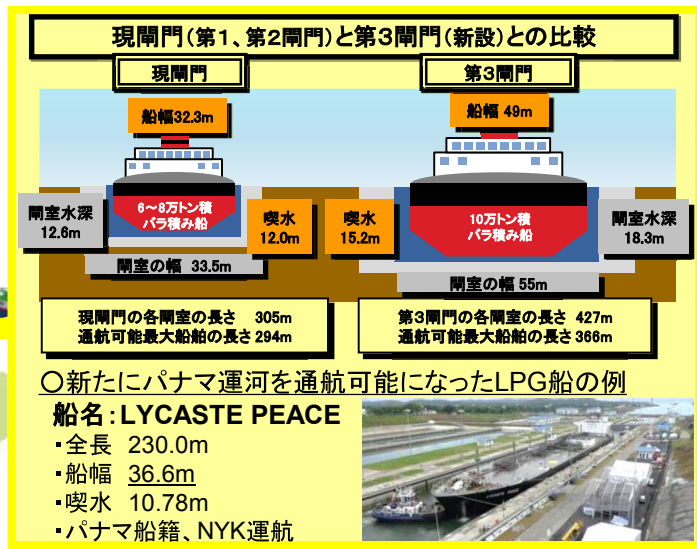 現閘門(第1、第2閘門)と第3閘門(新設)との比較
現閘門
第3閘門
船幅32.3m
船幅 49m
閘室水深
12.6m
6～8万トン積
バラ積み船
喫水
12.0m
喫水
15.2m
10万トン積
バラ積み船
閘室水深
18.3m
閘室の幅 33.5m
閘室の幅 55m
現閘門の各閘室の長さ 305m
通航可能最大船舶の長さ 294m
第3閘門の各閘室の長さ 427m
通航可能最大船舶の長さ 366m
〇新たにパナマ運河を通航可能になったLPG船の例
船名:LYCASTE PEACE
・全長 230.0m
・船幅 36.6m
・喫水 10.78m
・パナマ船籍、NYK運航